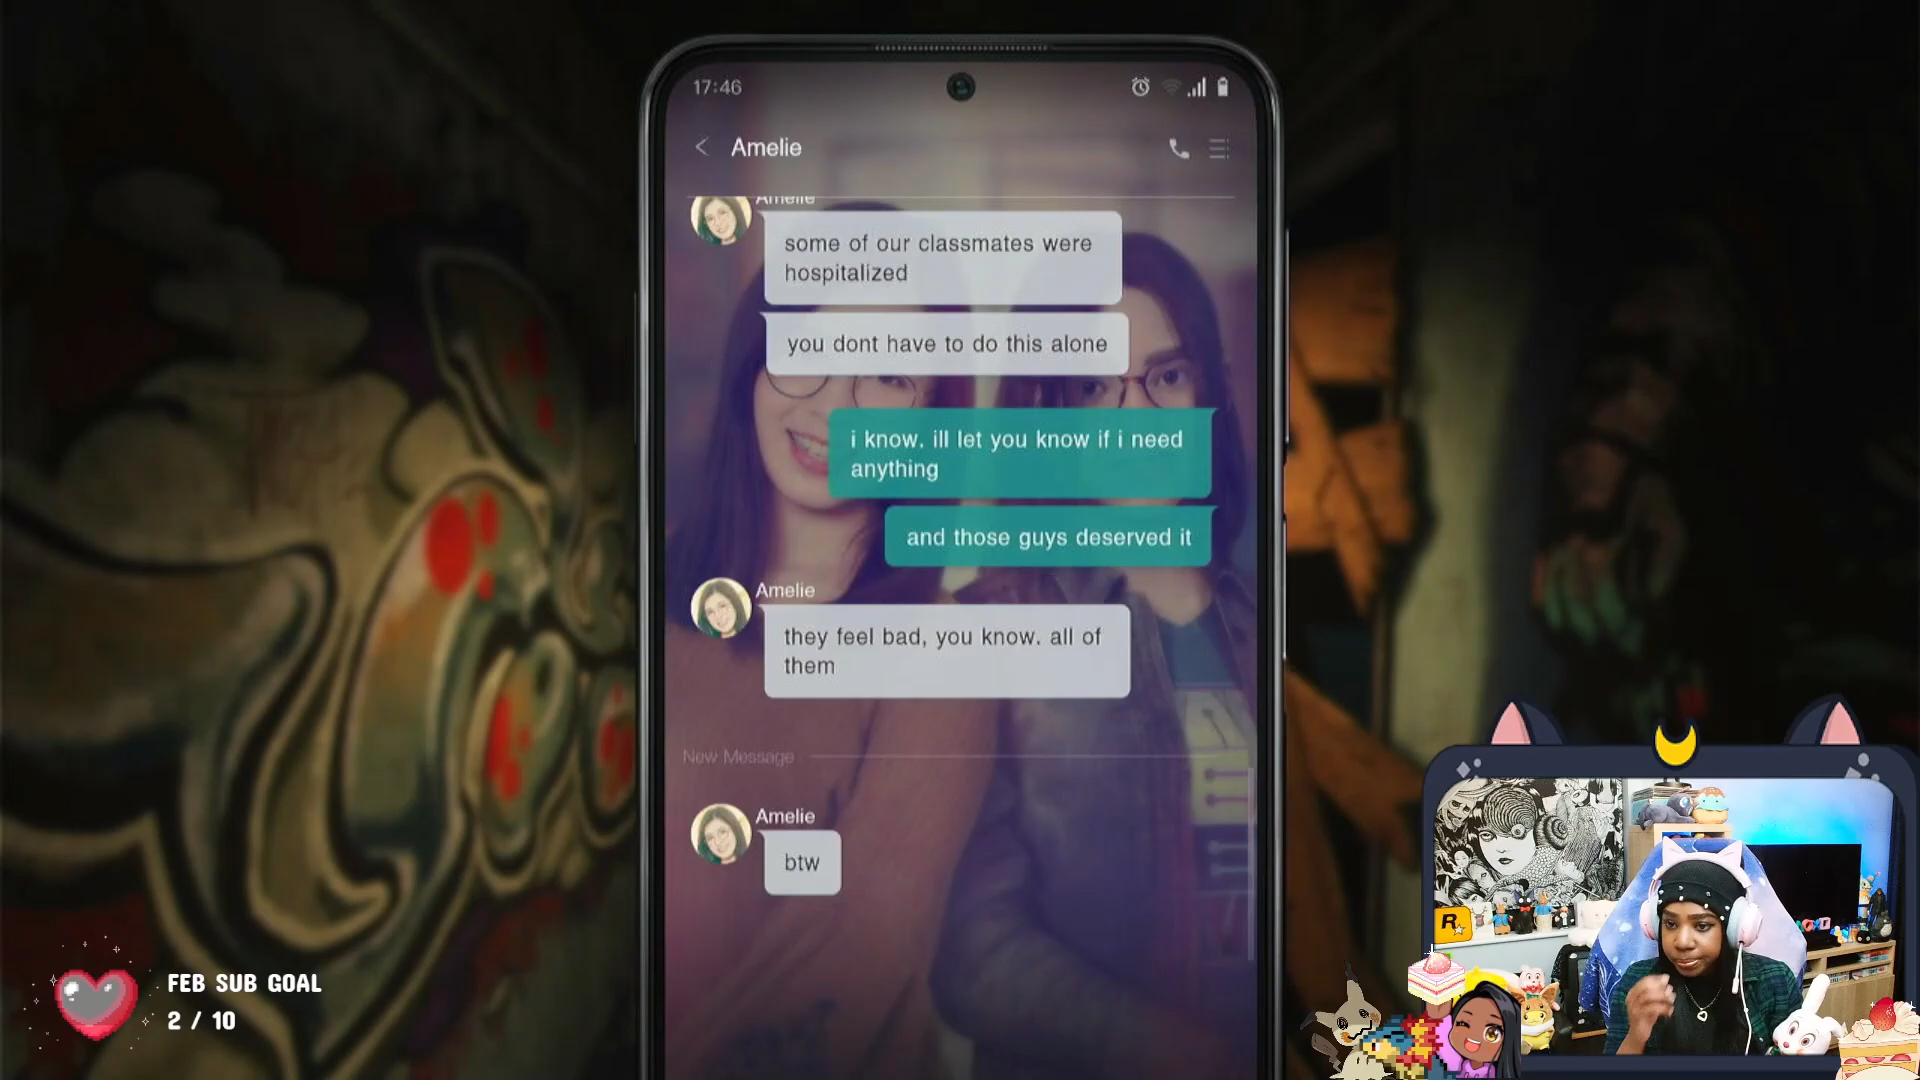 17:46
Amelie
Amelie
some of our classmates were
hospitalized
you dont have to do this alone
i know. ill let you know if i need
anything
and those guys deserved it
Amelie
they feel bad, you know. all of
them
New Message
Amelie
btw
FEB SUB GOAL
2 / 10
R